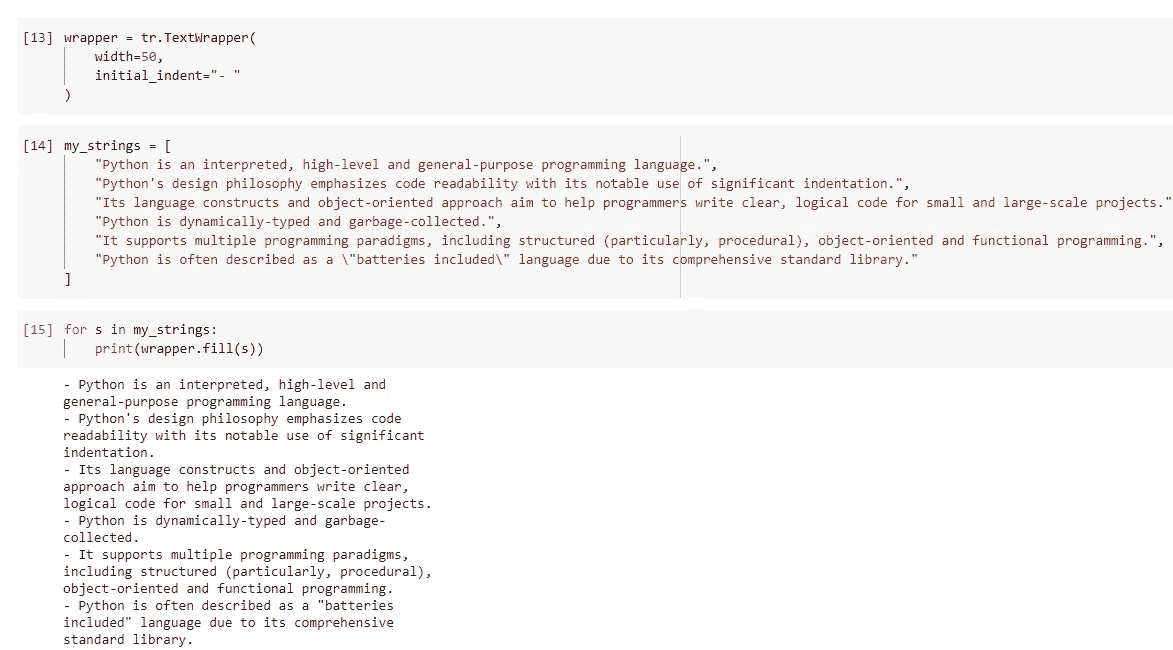 [13] wrapper = tr.TextWrapper(
width=50,
initial_indent="- "
)
[14] my_strings = [
"Python is an interpreted, high-level and general-purpose programming language.",
"Python's design philosophy emphasizes code readability with its notable use of significant indentation.",
"Its language constructs and object-oriented approach aim to help programmers write clear, logical code for small and large-scale projects."
"Python is dynamically-typed and garbage-collected.",
"It supports multiple programming paradigms, including structured (particularly, procedural), object-oriented and functional programming.",
"Python is often described as a \"batteries included\" language due to its comprehensive standard library."
]
[15] for s in my_strings:
print(wrapper.fill(s))
- Python is an interpreted, high-level and
general-purpose programming language.
- Python's design philosophy emphasizes code
readability with its notable use of significant
indentation.
- Its language constructs and object-oriented
approach aim to help programmers write clear,
logical code for small and large-scale projects.
- Python is dynamically-typed and garbage-
collected.
- It supports multiple programming paradigms,
including structured (particularly, procedural),
object-oriented and functional programming.
- Python is often described as a "batteries
included" language due to its comprehensive
standard library.